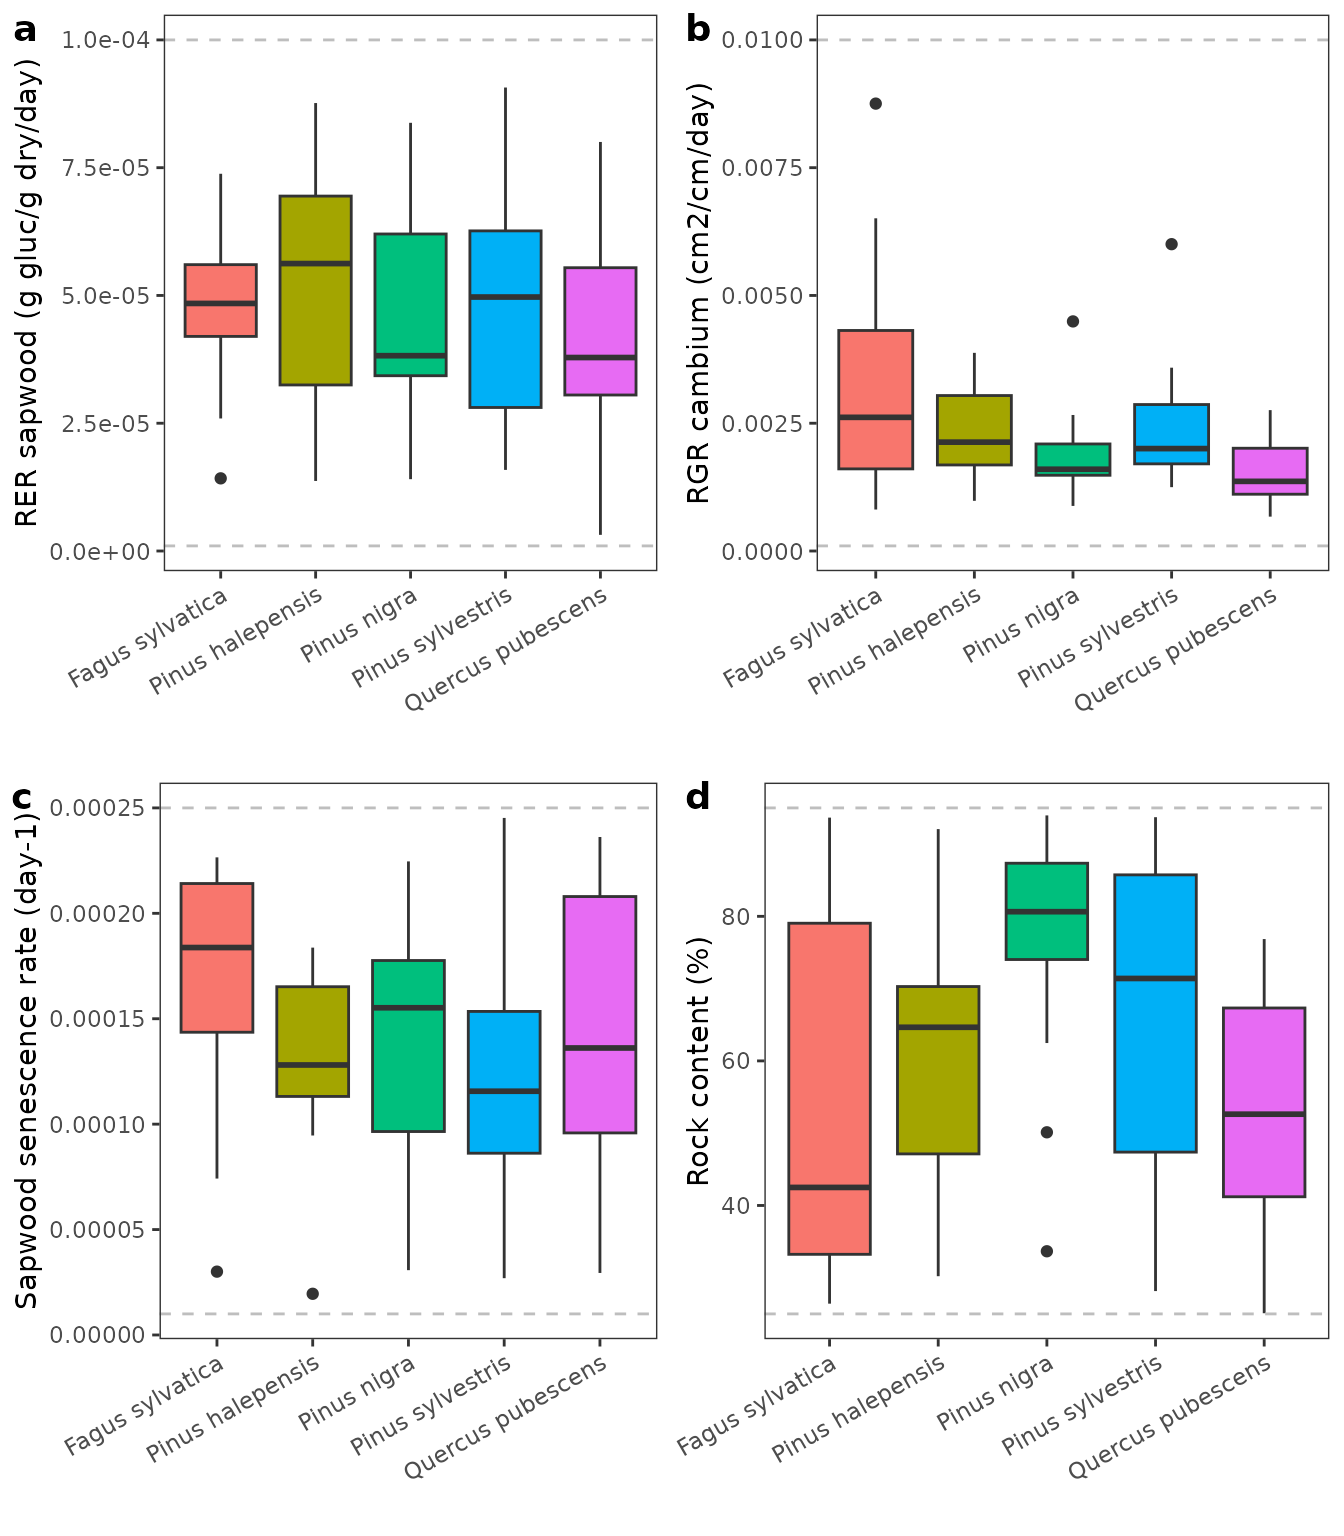 a
RER sapwood (g gluc/g dry/day)
1.0e-04
7.5e-05
5.0e-05
2.5e-05
0.0e+00
Fagus sylvatica
Pinus halepensis
Pinus nigra
Pinus sylvestris
Quercus pubescens
b
RGR cambium (cm2/cm/day)
0.0100
0.0075
0.0050
0.0025
0.0000
Fagus sylvatica
Pinus halepensis
Pinus nigra
Pinus sylvestris
Quercus pubescens
c
Sapwood senescence rate (day-1)
0.00025
0.00020
0.00015
0.00010
0.00005
0.00000
Fagus sylvatica
Pinus halepensis
Pinus nigra
Pinus sylvestris
Quercus pubescens
d
Rock content (%)
80
60
40
Fagus sylvatica
Pinus halepensis
Pinus nigra
Pinus sylvestris
Quercus pubescens